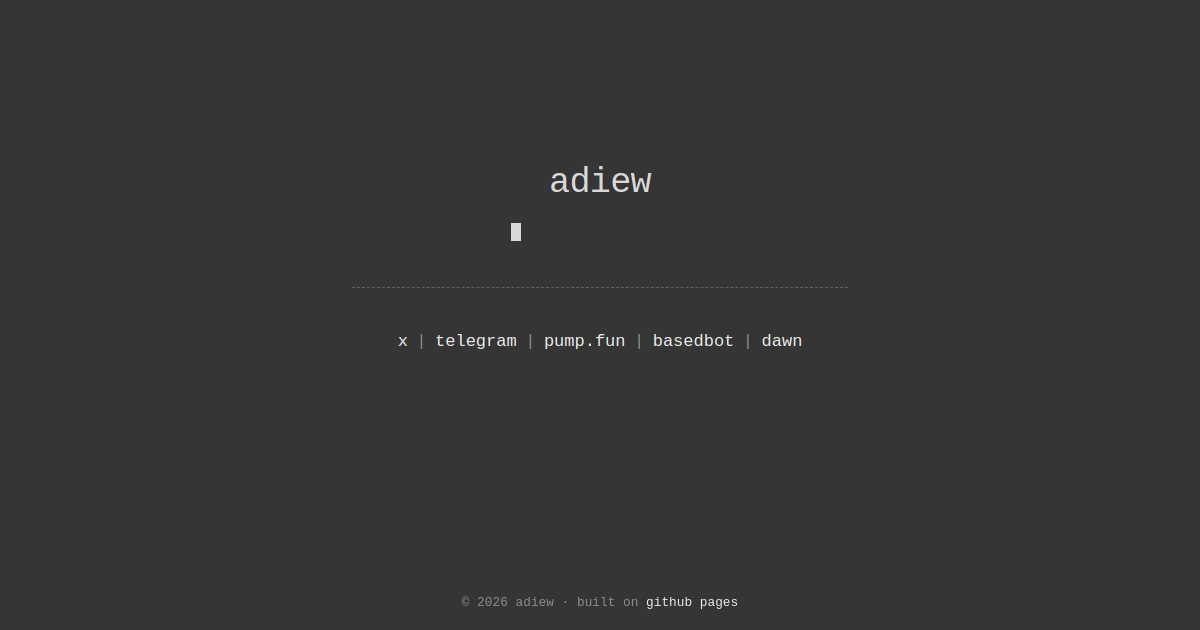 adiew
x | telegram | pump.fun | basedbot | dawn
© 2026 adiew · built on github pages